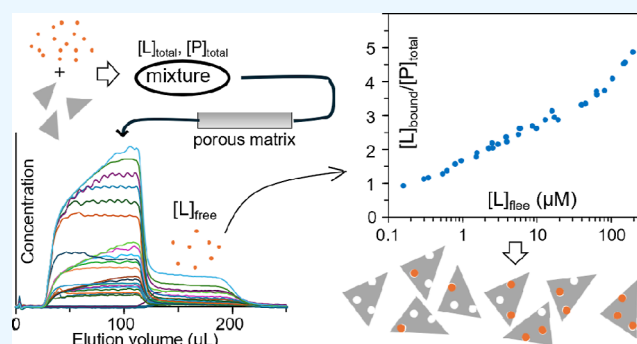 [L]total, [P]total
+
mixture
porous matrix
Concentration
[L]free
0
100
200
Elution volume (µL)
[L]bound/[P]total
5
4
3
2
1
0
0.1
1
10
100
[L]flee (µM)